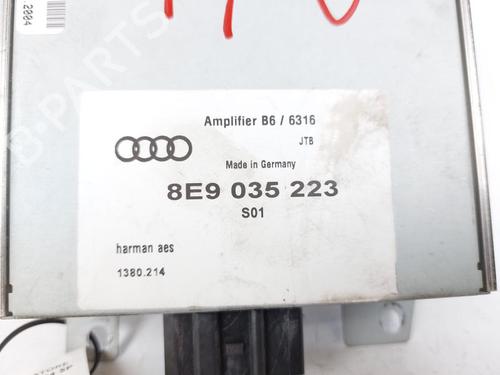 2004
Amplifier B6 / 6316
JTB
Made in Germany
8E9 035 223
S01
harman aes
1380.214